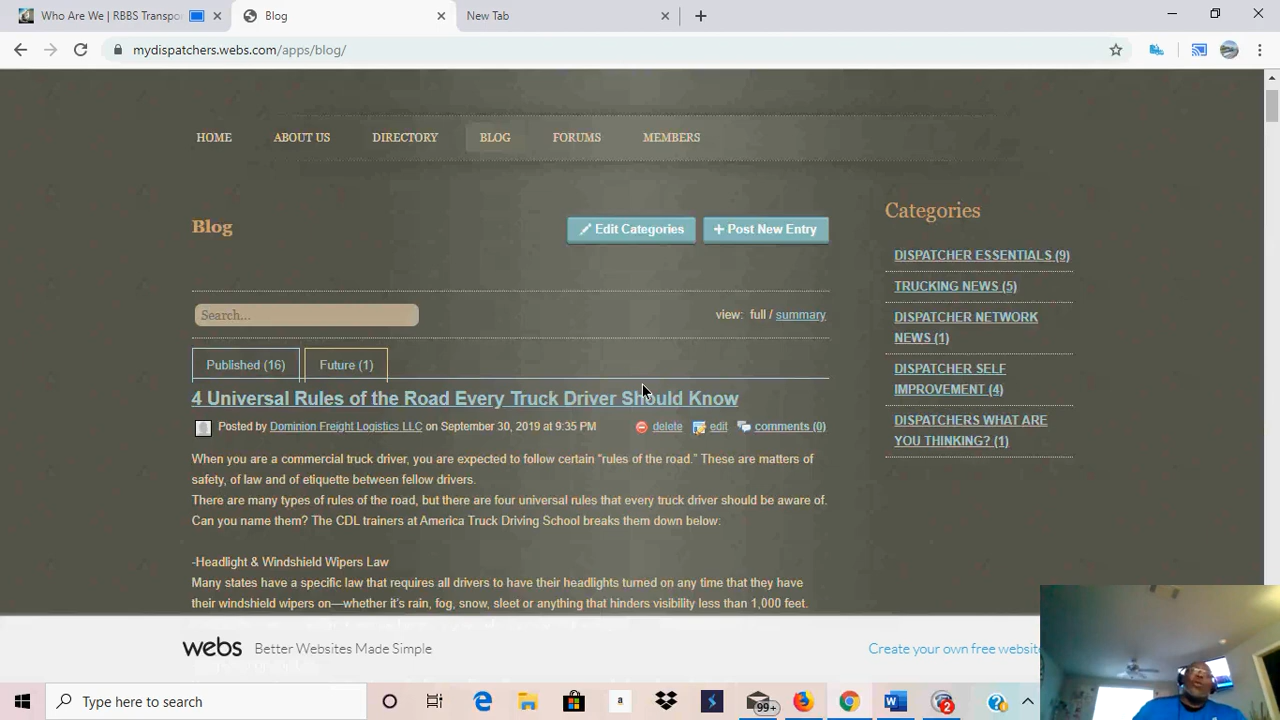 Who Are We | RBBS Transpo
Blog
New Tab
mydispatchers.webs.com/apps/blog/
HOME ABOUT US DIRECTORY BLOG FORUMS MEMBERS
Blog
Edit Categories
+ Post New Entry
Search...
view: full / summary
Published (16)
Future (1)
4 Universal Rules of the Road Every Truck Driver Should Know
Posted by Dominion Freight Logistics LLC on September 30, 2019 at 9:35 PM
delete edit comments (0)
When you are a commercial truck driver, you are expected to follow certain “rules of the road.” These are matters of
safety, of law and of etiquette between fellow drivers.
There are many types of rules of the road, but there are four universal rules that every truck driver should be aware of.
Can you name them? The CDL trainers at America Truck Driving School breaks them down below:
-Headlight & Windshield Wipers Law
Many states have a specific law that requires all drivers to have their headlights turned on any time that they have
their windshield wipers on—whether it’s rain, fog, snow, sleet or anything that hinders visibility less than 1,000 feet.
Categories
DISPATCHER ESSENTIALS (9)
TRUCKING NEWS (5)
DISPATCHER NETWORK
NEWS (1)
DISPATCHER SELF
IMPROVEMENT (4)
DISPATCHERS WHAT ARE
YOU THINKING? (1)
webs Better Websites Made Simple
Create your own free website
Type here to search
a
99+
2